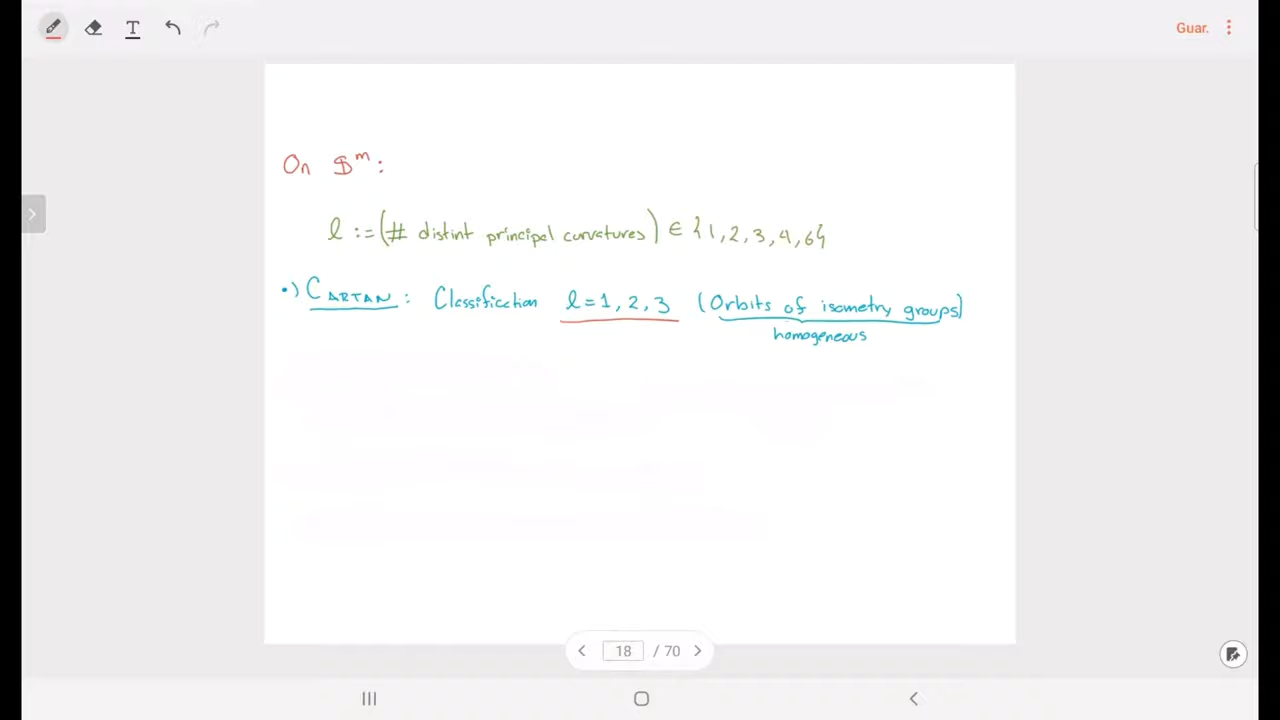 Guar.
On $^m:
l := (# distint principal curvatures) ∈ {1, 2, 3, 4, 6}
•) CARTAN: Classification l = 1, 2, 3 (Orbits of isometry groups)
homogeneous
18 / 70